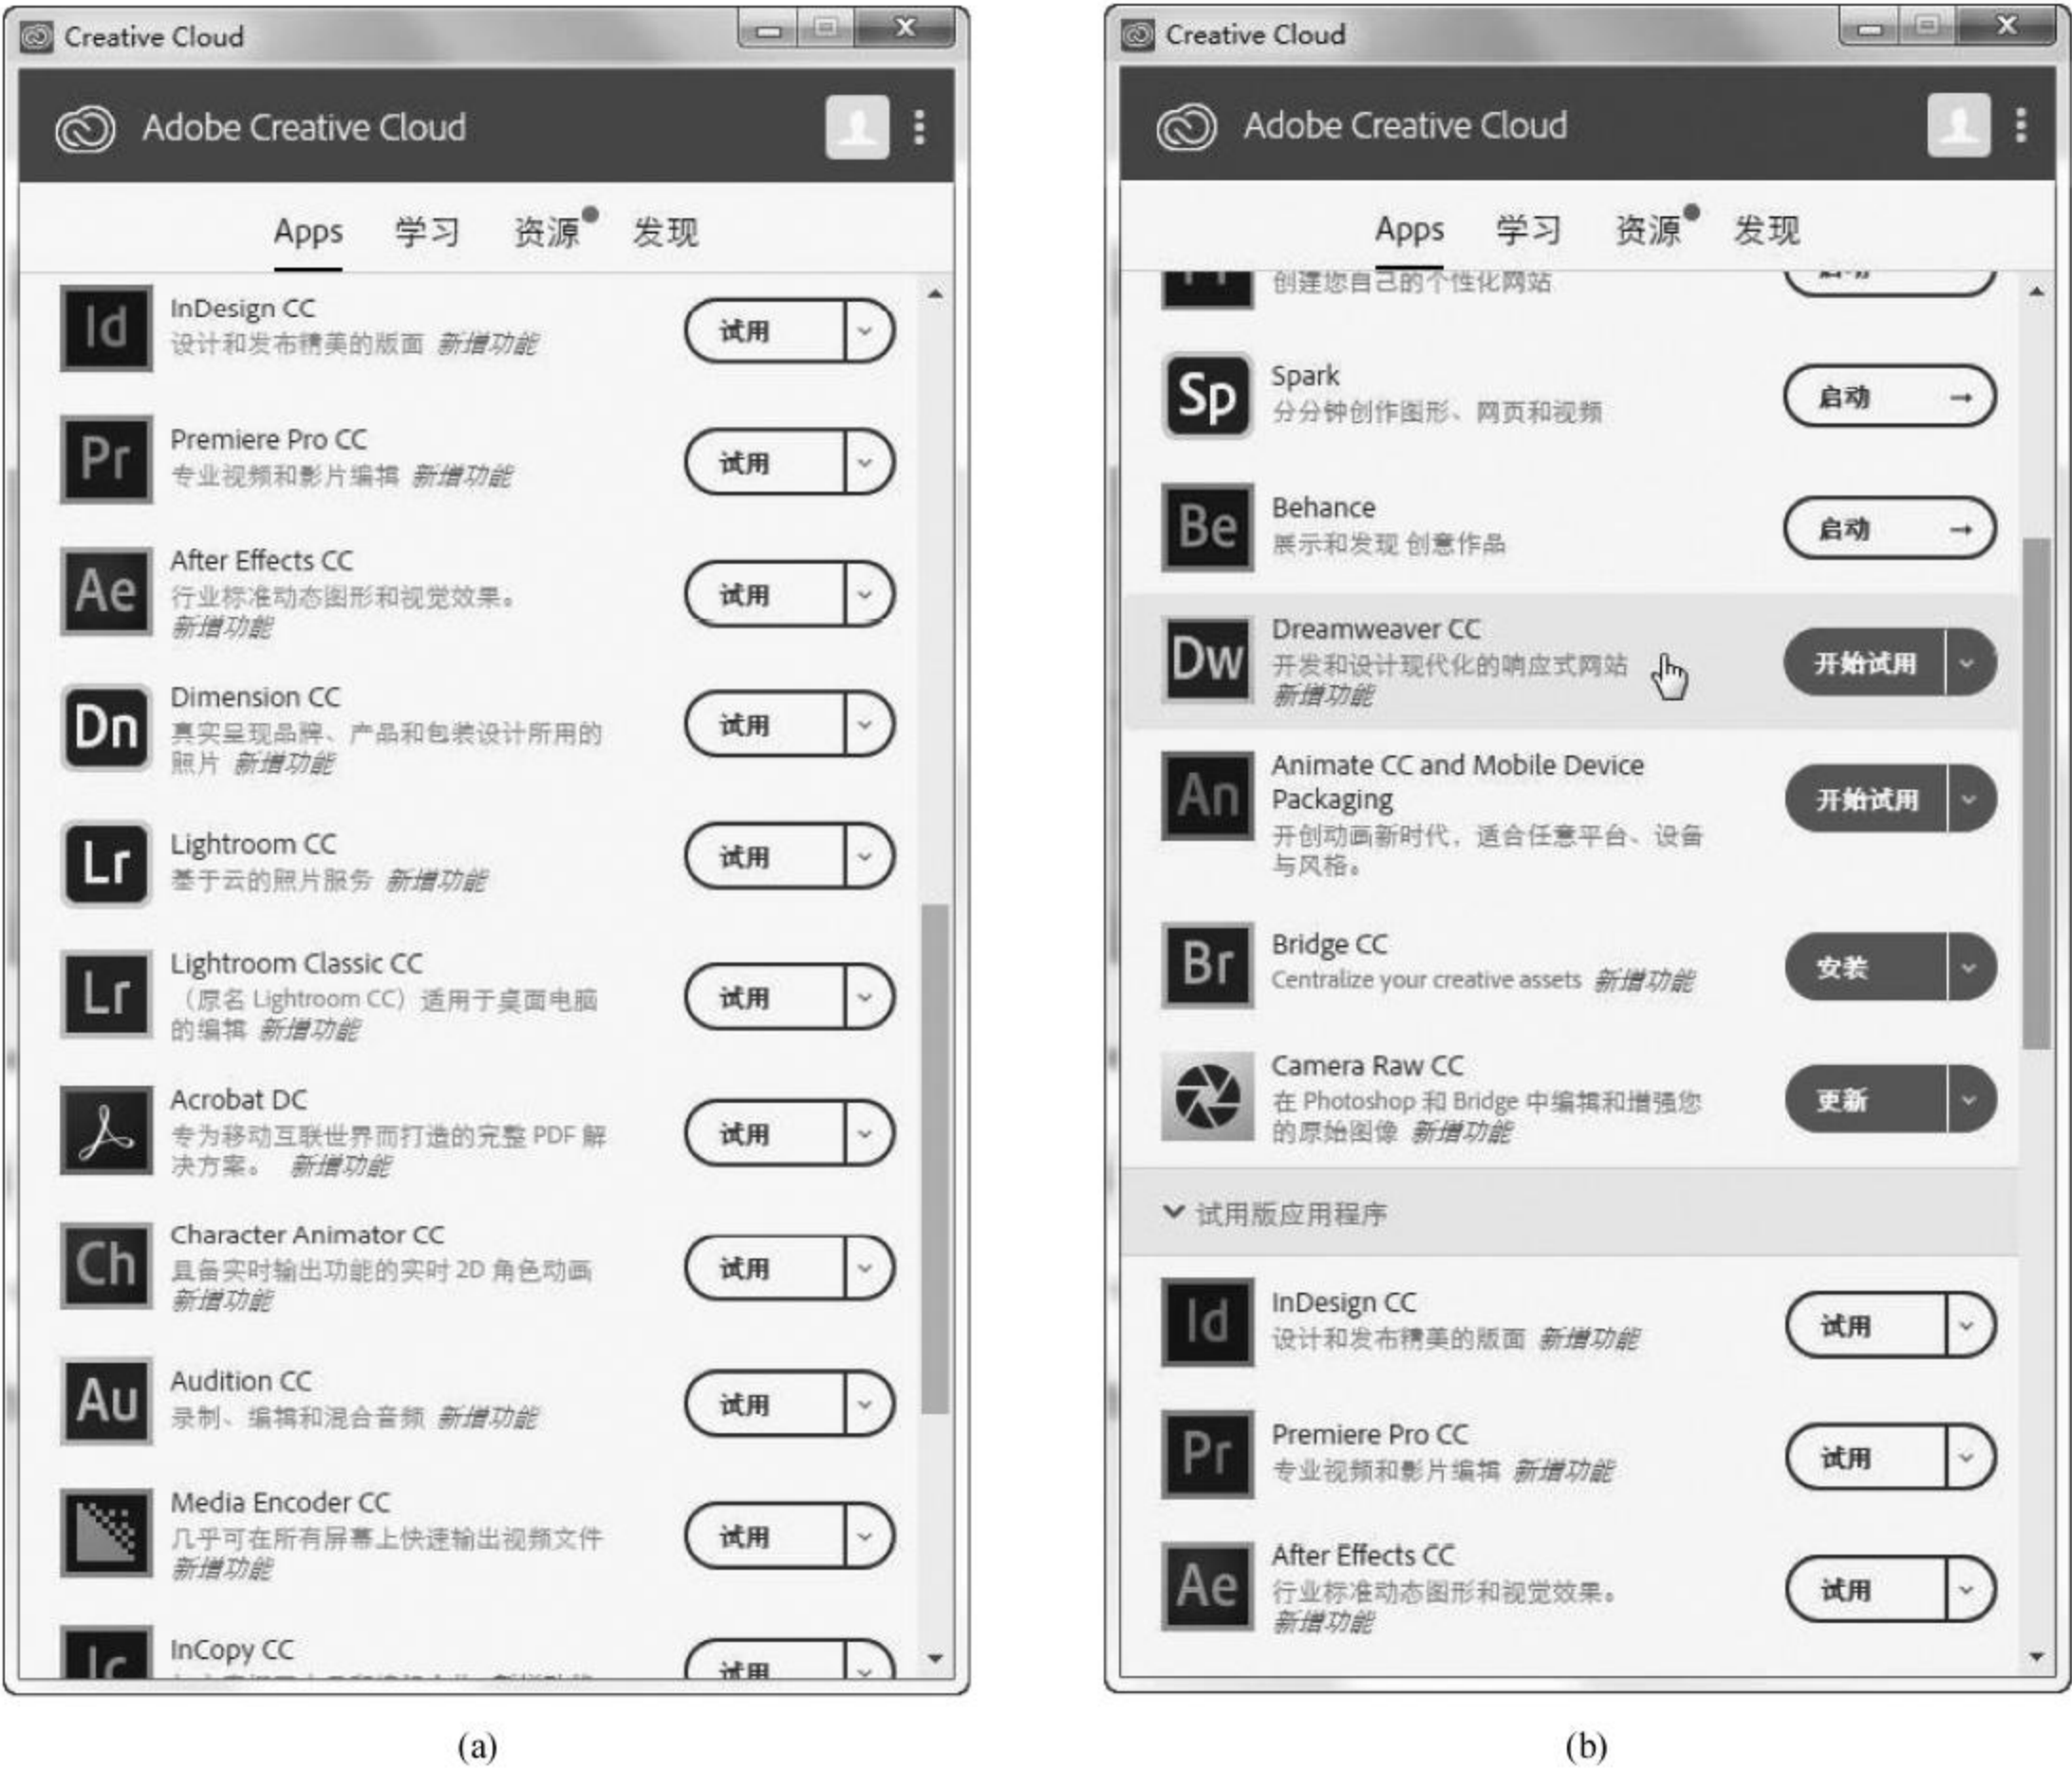 Creative Cloud
Adobe Creative Cloud
Apps 学习 资源 发现
Id
InDesign CC
设计和发布精美的版面 新增功能
试用
Pr
Premiere Pro CC
专业视频和影片编辑 新增功能
试用
Ae
After Effects CC
行业标准动态图形和视觉效果。
新增功能
试用
Dn
Dimension CC
真实呈现品牌、产品和包装设计所用的
照片 新增功能
试用
Lr
Lightroom CC
基于云的照片服务 新增功能
试用
Lr
Lightroom Classic CC
（原名 Lightroom CC）适用于桌面电脑
的编辑 新增功能
试用
Acrobat DC
专为移动互联世界而打造的完整 PDF 解
决方案。 新增功能
试用
Ch
Character Animator CC
具备实时输出功能的实时 2D 角色动画
新增功能
试用
Au
Audition CC
录制、编辑和混合音频 新增功能
试用
Media Encoder CC
几乎可在所有屏幕上快速输出视频文件
新增功能
试用
Ic
InCopy CC
试用
(a)
Creative Cloud
Adobe Creative Cloud
Apps 学习 资源 发现
创建您自己的个性化网站
启动
Sp
Spark
分分钟创作图形、网页和视频
启动
Be
Behance
展示和发现 创意作品
启动
Dw
Dreamweaver CC
开发和设计现代化的响应式网站
新增功能
开始试用
An
Animate CC and Mobile Device
Packaging
开创动画新时代，适合任意平台、设备
与风格。
开始试用
Br
Bridge CC
Centralize your creative assets 新增功能
安装
Camera Raw CC
在 Photoshop 和 Bridge 中编辑和增强您
的原始图像 新增功能
更新
试用版应用程序
Id
InDesign CC
设计和发布精美的版面 新增功能
试用
Pr
Premiere Pro CC
专业视频和影片编辑 新增功能
试用
Ae
After Effects CC
行业标准动态图形和视觉效果。
新增功能
试用
(b)